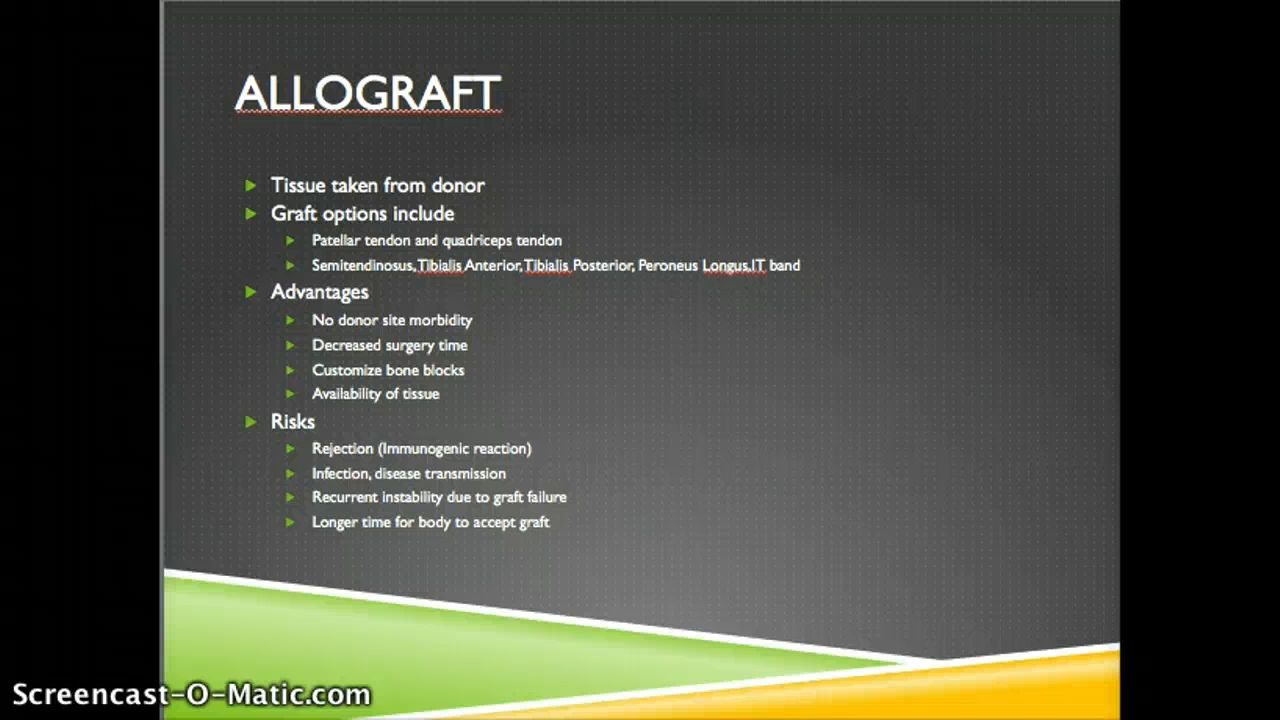 ALLOGRAFT
Tissue taken from donor
Graft options include
Patellar tendon and quadriceps tendon
Semitendinosus,Tibialis Anterior,Tibialis Posterior, Peroneus Longus,IT band
Advantages
No donor site morbidity
Decreased surgery time
Customize bone blocks
Availability of tissue
Risks
Rejection (Immunogenic reaction)
Infection, disease transmission
Recurrent instability due to graft failure
Longer time for body to accept graft
Screencast-O-Matic.com